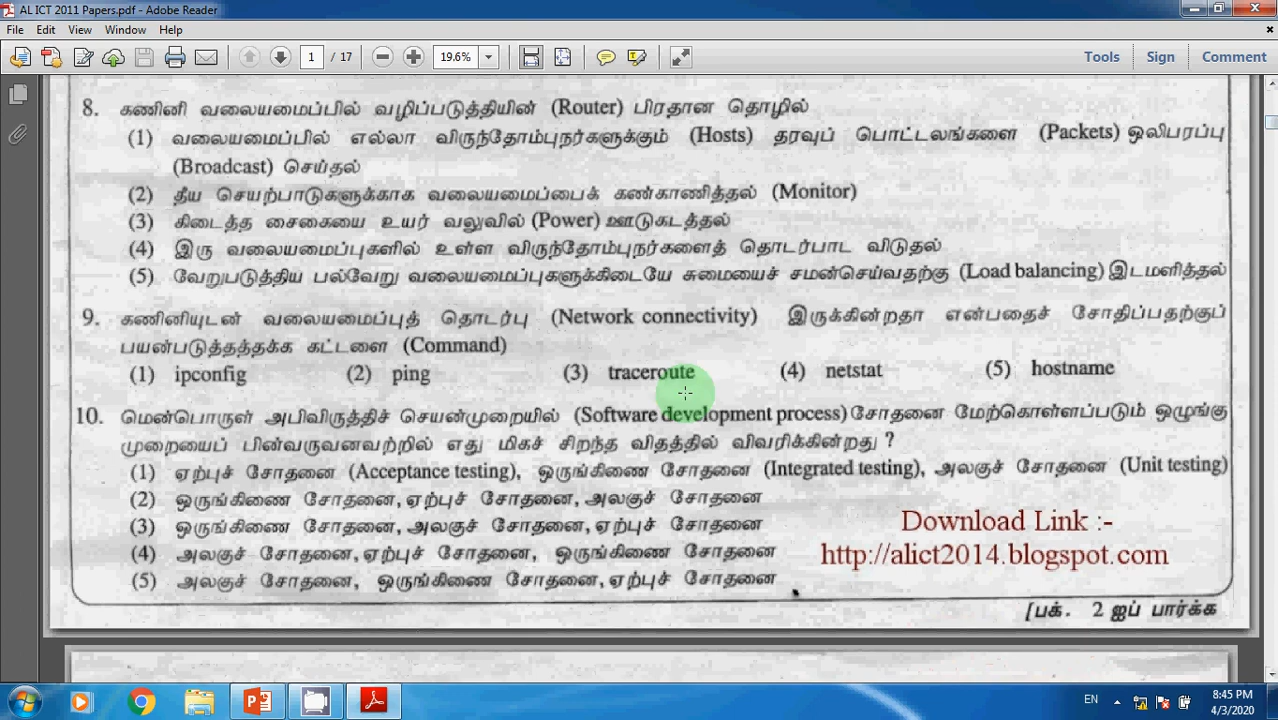 AL ICT 2011 Papers.pdf - Adobe Reader
File Edit View Window Help
1 / 17 19.6% Tools Sign Comment
8. கணினி வலையமைப்பில் வழிப்படுத்தியின் (Router) பிரதான தொழில்
(1) வலையமைப்பில் எல்லா விருந்தோம்புநர்களுக்கும் (Hosts) தரவுப் பொட்டலங்களை (Packets) ஒலிபரப்பு
(Broadcast) செய்தல்
(2) தீய செயற்பாடுகளுக்காக வலையமைப்பைக் கண்காணித்தல் (Monitor)
(3) கிடைத்த சைகையை உயர் வலுவில் (Power) ஊடுகடத்தல்
(4) இரு வலையமைப்புகளில் உள்ள விருந்தோம்புநர்களைத் தொடர்பாட விடுதல்
(5) வேறுபடுத்திய பல்வேறு வலையமைப்புகளுக்கிடையே சுமையைச் சமன்செய்வதற்கு (Load balancing) இடமளித்தல்
9. கணினியுடன் வலையமைப்புத் தொடர்பு (Network connectivity) இருக்கின்றதா என்பதைச் சோதிப்பதற்குப்
பயன்படுத்தத்தக்க கட்டளை (Command)
(1) ipconfig (2) ping (3) traceroute (4) netstat (5) hostname
10. மென்பொருள் அபிவிருத்திச் செயன்முறையில் (Software development process) சோதனை மேற்கொள்ளப்படும் ஒழுங்கு
முறையைப் பின்வருவனவற்றில் எது மிகச் சிறந்த விதத்தில் விவரிக்கின்றது ?
(1) ஏற்புச் சோதனை (Acceptance testing), ஒருங்கிணை சோதனை (Integrated testing), அலகுச் சோதனை (Unit testing)
(2) ஒருங்கிணை சோதனை, ஏற்புச் சோதனை, அலகுச் சோதனை
(3) ஒருங்கிணை சோதனை, அலகுச் சோதனை, ஏற்புச் சோதனை
(4) அலகுச் சோதனை, ஏற்புச் சோதனை, ஒருங்கிணை சோதனை
(5) அலகுச் சோதனை, ஒருங்கிணை சோதனை, ஏற்புச் சோதனை
Download Link :-
http://alict2014.blogspot.com
[பக். 2 ஐப் பார்க்க
EN 8:45 PM
4/3/2020